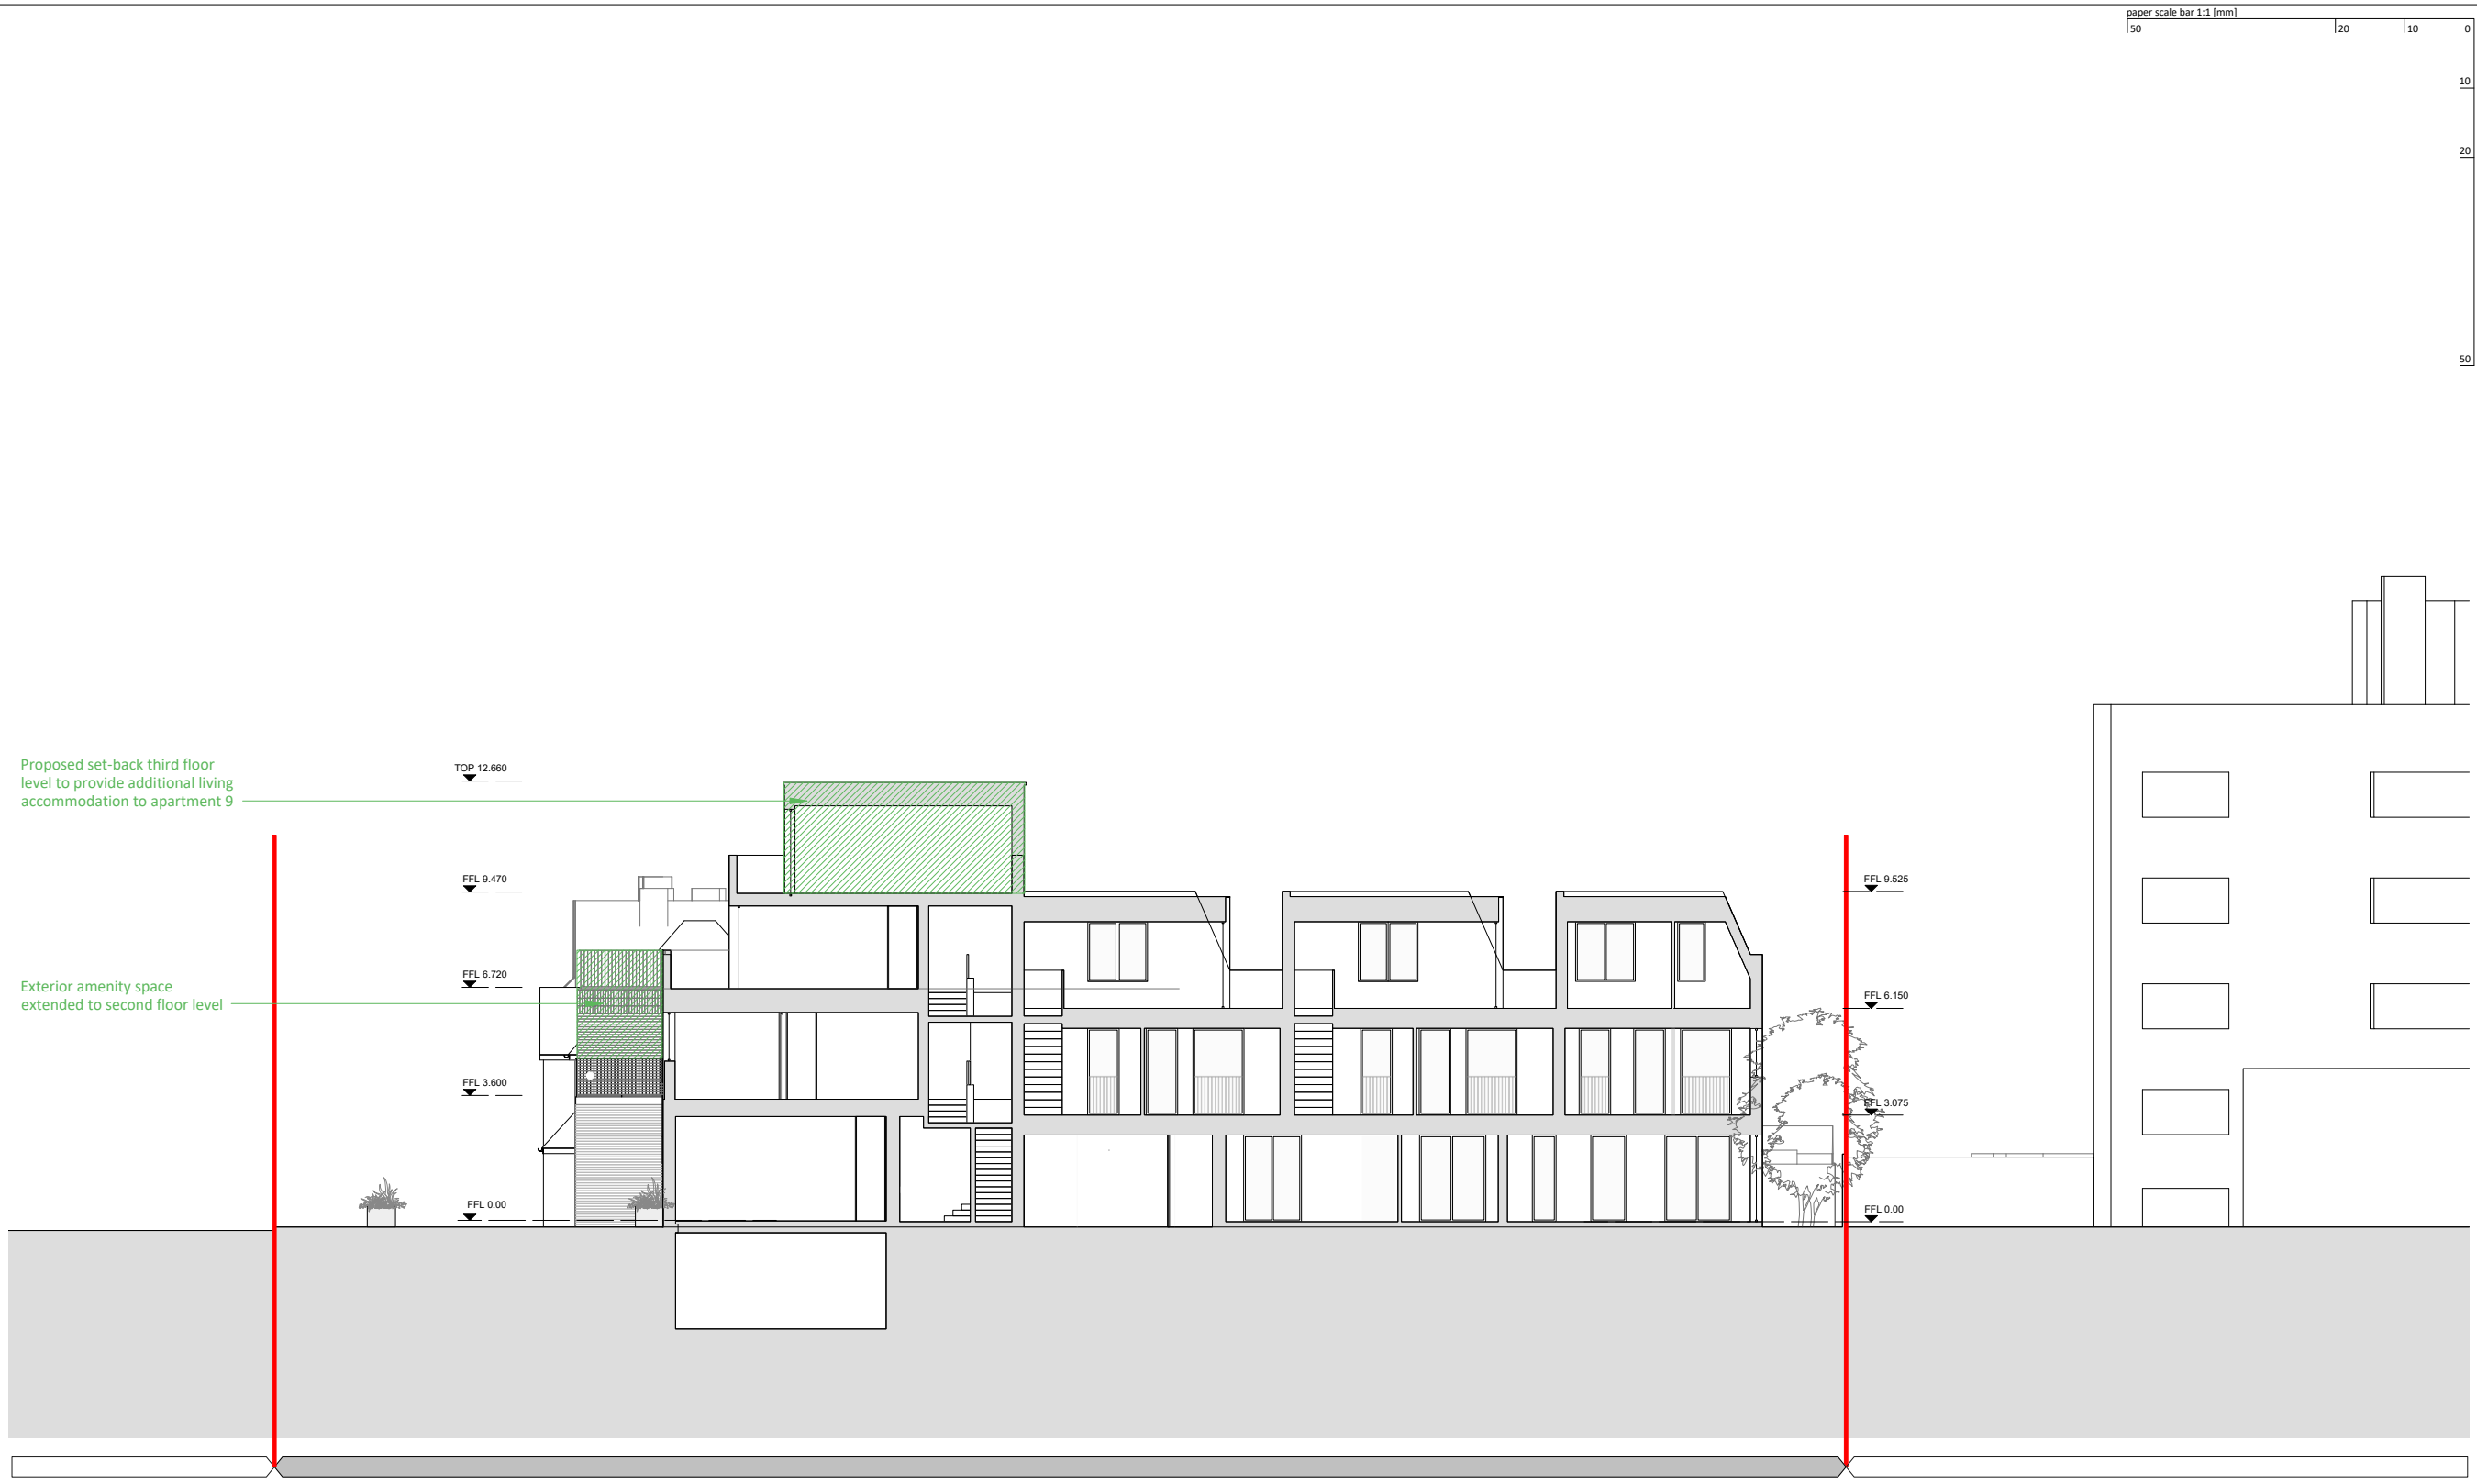 paper scale bar 1:1 [mm]
50 20 10 0
10
20
50
Proposed set-back third floor
level to provide additional living
accommodation to apartment 9
TOP 12.660
FFL 9.470
FFL 9.525
Exterior amenity space
extended to second floor level
FFL 6.720
FFL 6.150
FFL 3.600
FFL 3.075
FFL 0.00
FFL 0.00